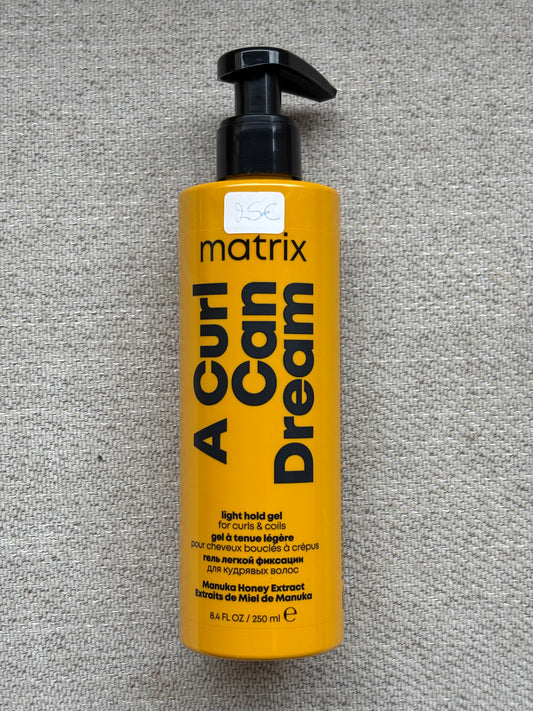 25€
matrix
A Curl
Can
Dream
light hold gel
for curls & coils
gel à tenue légère
pour cheveux bouclés à crépus
гель легкой фиксации
для кудрявых волос
Manuka Honey Extract
Extraits de Miel de Manuka
8.4 FL OZ / 250 ml e